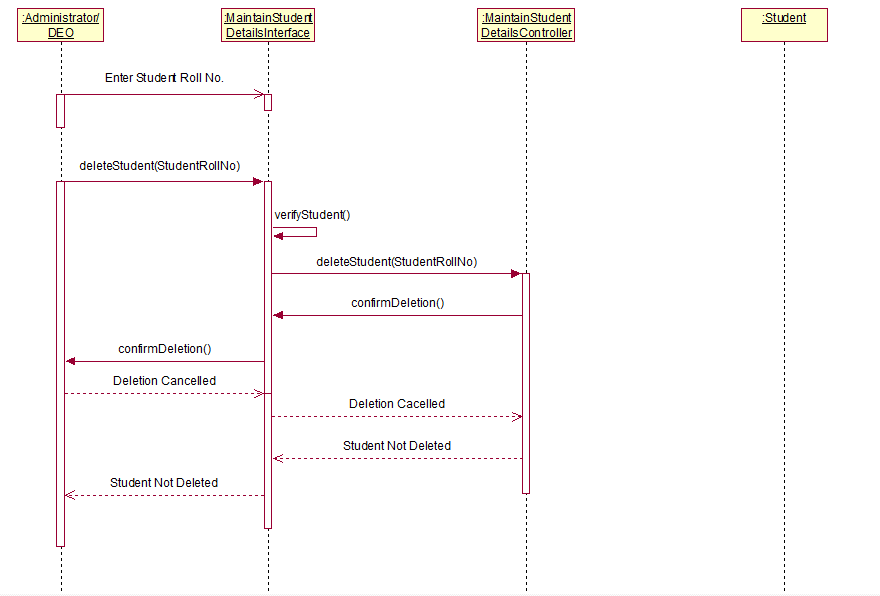 :Administrator/
DEO
:MaintainStudent
DetailsInterface
:MaintainStudent
DetailsController
:Student
Enter Student Roll No.
deleteStudent(StudentRollNo)
verifyStudent()
deleteStudent(StudentRollNo)
confirmDeletion()
confirmDeletion()
Deletion Cancelled
Deletion Cacelled
Student Not Deleted
Student Not Deleted